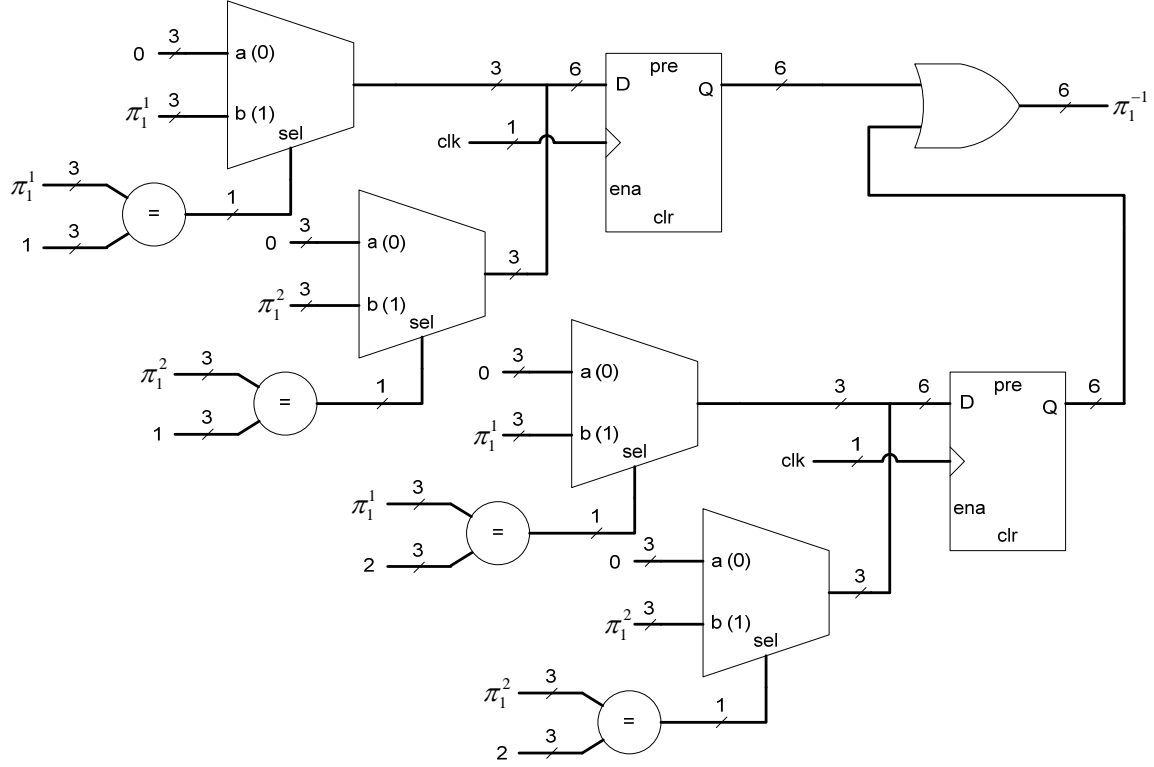 3
0
a (0)
3
π₁¹
b (1)
sel
3
π₁¹
=
1
3
1
3
6
pre
D
Q
clk
1
ena
clr
6
6
π₁⁻¹
3
0
a (0)
3
π₁²
b (1)
sel
3
3
π₁²
=
1
3
1
3
0
a (0)
3
π₁¹
b (1)
sel
3
π₁¹
=
1
3
2
3
6
pre
D
Q
clk
1
ena
clr
6
3
0
a (0)
3
π₁²
b (1)
sel
3
3
π₁²
=
1
3
2